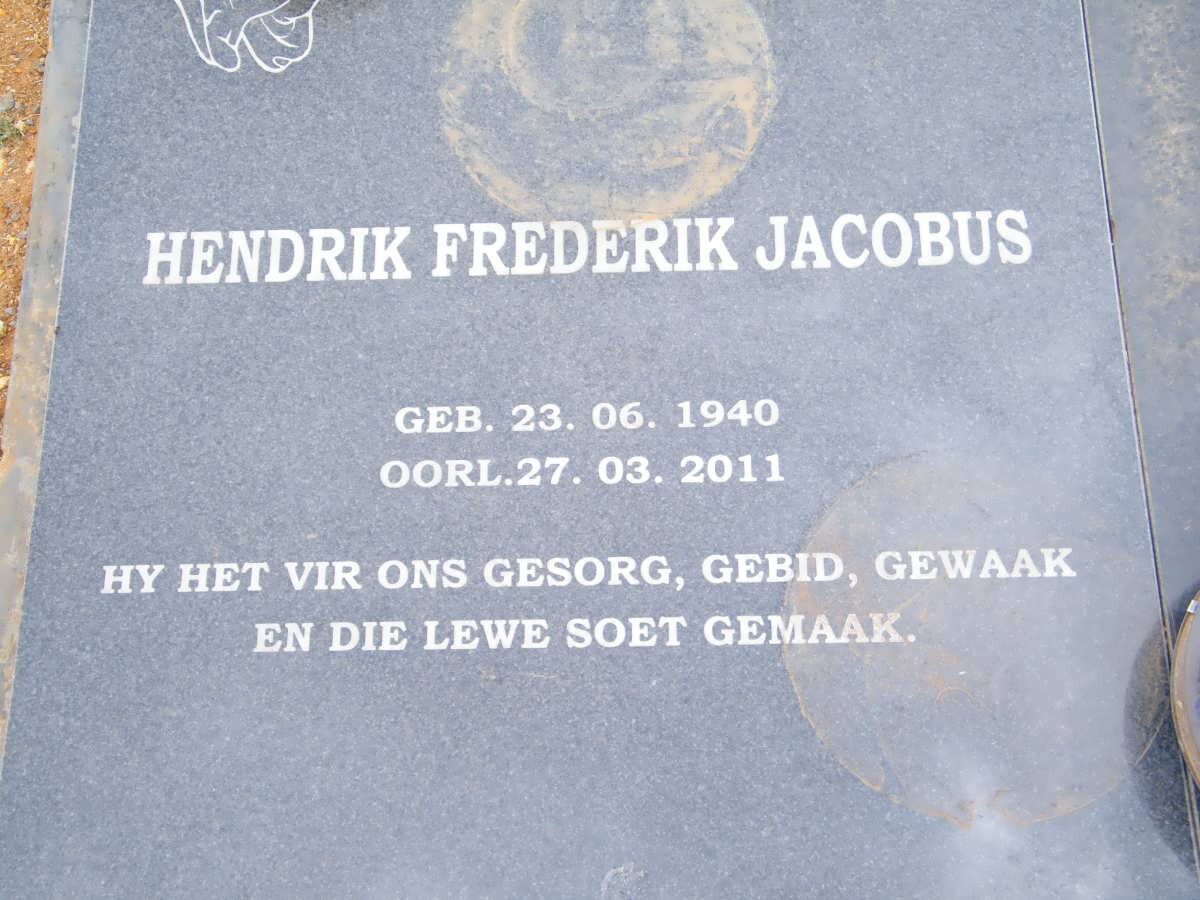 HENDRIK FREDERIK JACOBUS
GEB. 23. 06. 1940
OORL.27. 03. 2011
HY HET VIR ONS GESORG, GEBID, GEWAAK
EN DIE LEWE SOET GEMAAK.